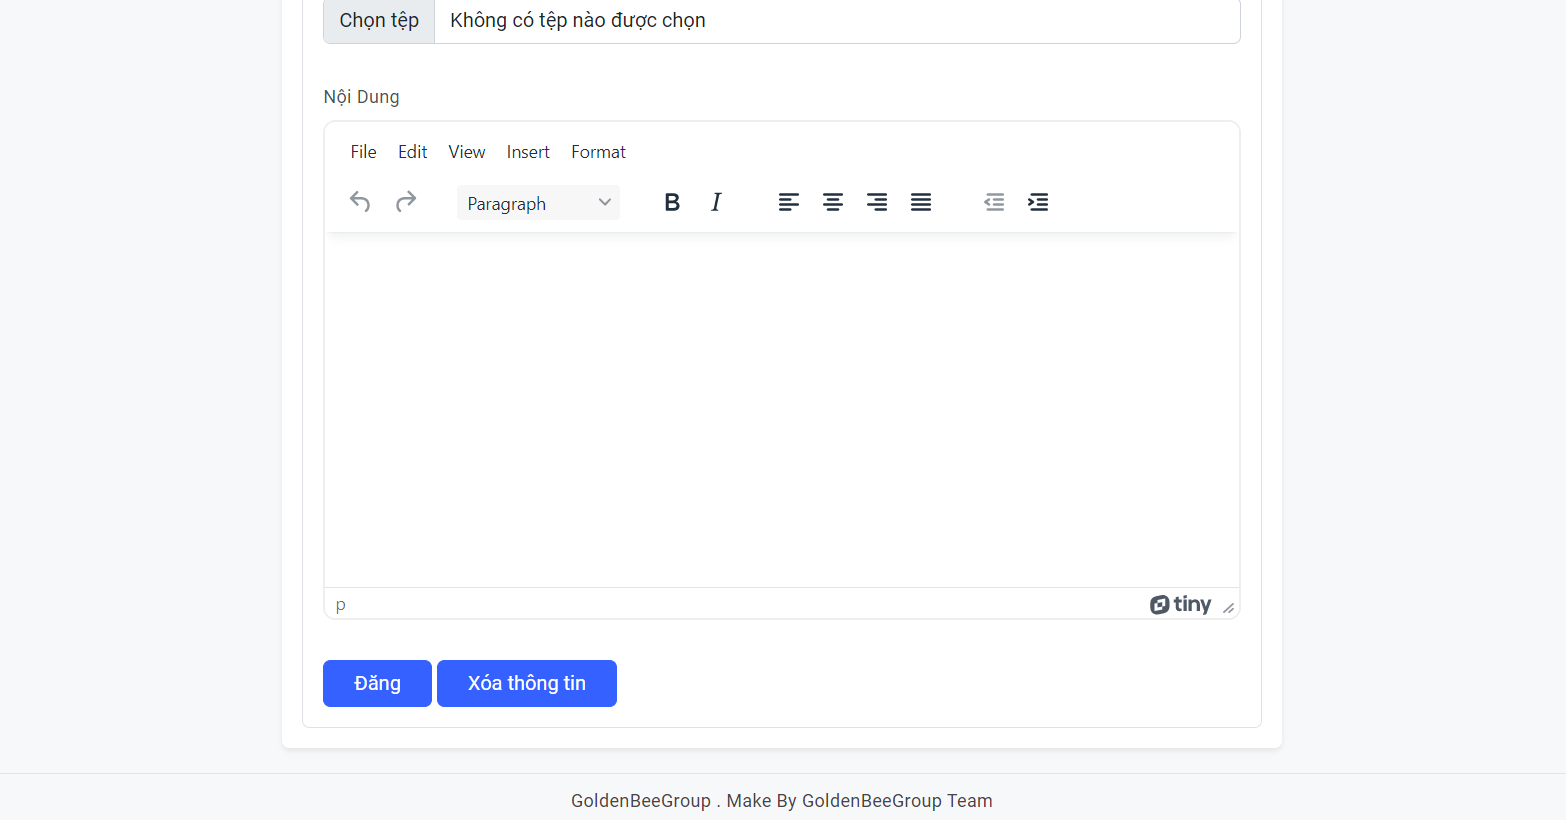 Chọn tệp Không có tệp nào được chọn
Nội Dung
File Edit View Insert Format
Paragraph B I
p tiny
Đăng Xóa thông tin
GoldenBeeGroup . Make By GoldenBeeGroup Team